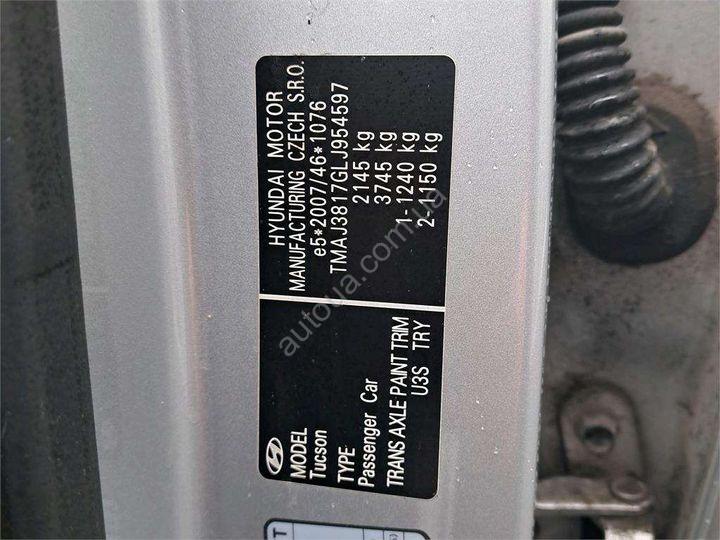 HYUNDAI MOTOR
MANUFACTURING CZECH S.R.O.
e5*2007/46*1076
TMAJ3817GLJ954597
2145 kg
3745 kg
1-1240 kg
2-1150 kg
MODEL
Tucson
TYPE
Passenger Car
TRANS AXLE PAINT TRIM
U3S TRY
autoua.com.ua